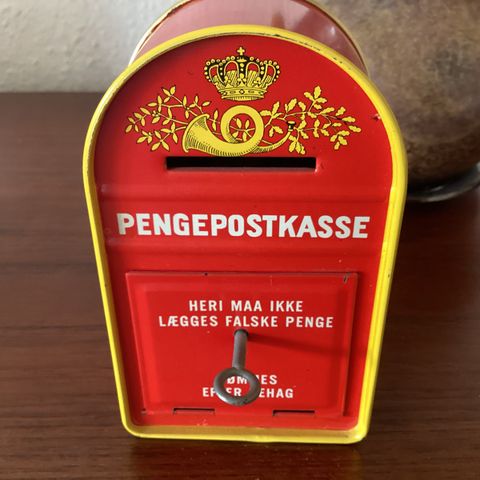 PENGEPOSTKASSE
HERI MAA IKKE
LÆGGES FALSKE PENGE